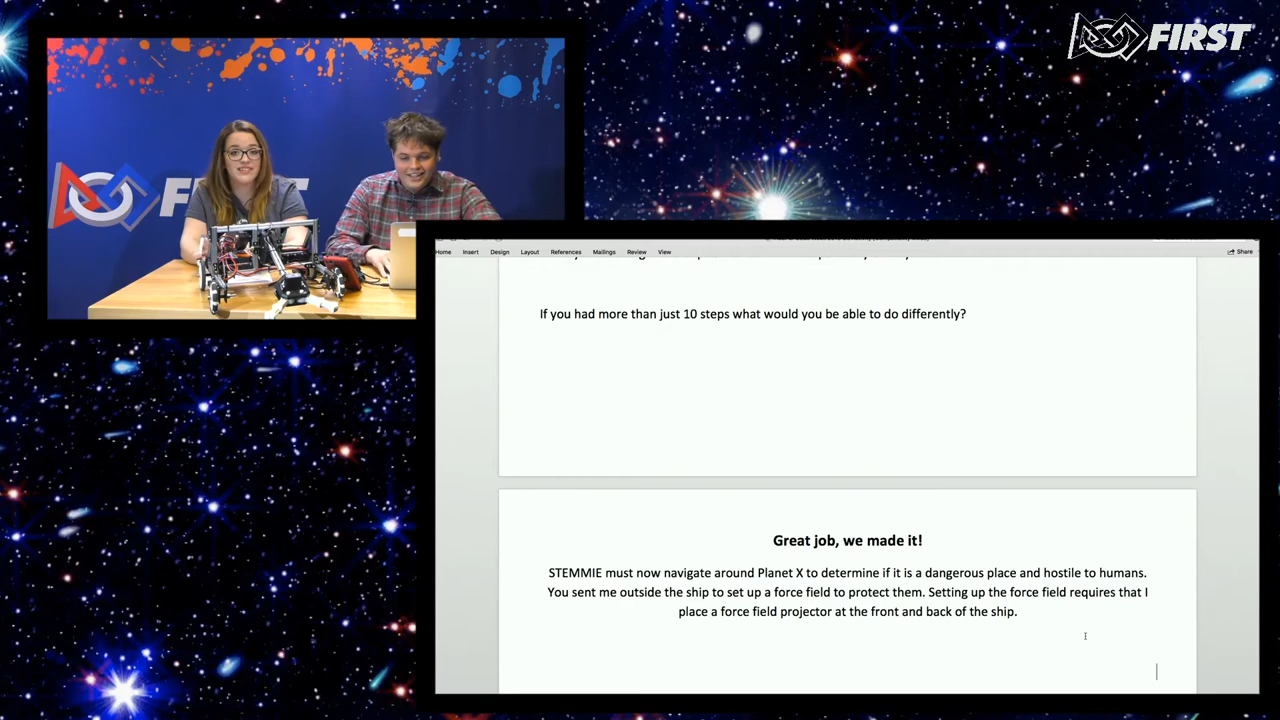 FIRST
Home Insert Design Layout References Mailings Review View Share
If you had more than just 10 steps what would you be able to do differently?
Great job, we made it!
STEMMIE must now navigate around Planet X to determine if it is a dangerous place and hostile to humans.
You sent me outside the ship to set up a force field to protect them. Setting up the force field requires that I
place a force field projector at the front and back of the ship.